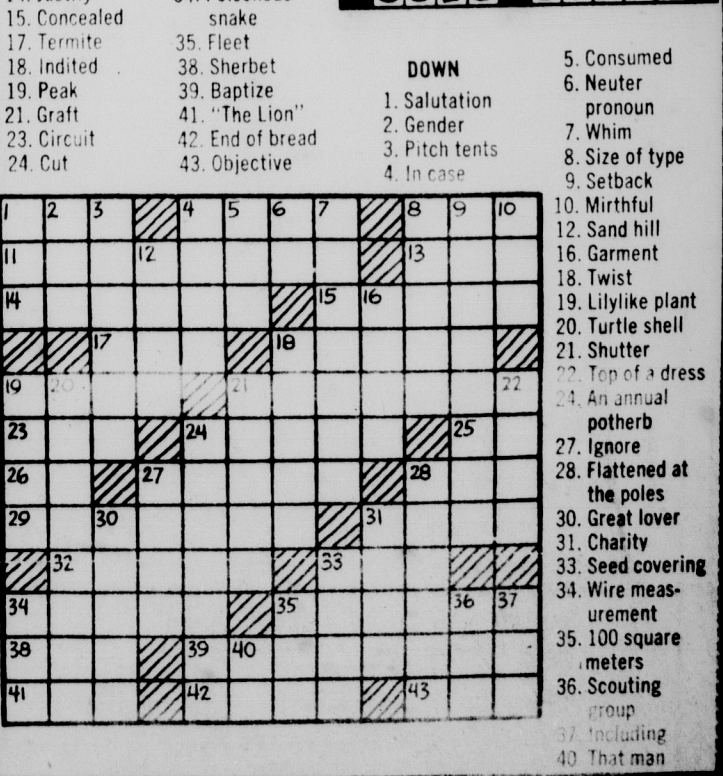 15. Concealed
17. Termite
18. Indited
19. Peak
21. Graft
23. Circuit
24. Cut
snake
35. Fleet
38. Sherbet
39. Baptize
41. "The Lion"
42. End of bread
43. Objective
DOWN
1. Salutation
2. Gender
3. Pitch tents
4. In case
5. Consumed
6. Neuter
pronoun
7. Whim
8. Size of type
9. Setback
10. Mirthful
12. Sand hill
16. Garment
18. Twist
19. Lilylike plant
20. Turtle shell
21. Shutter
22. Top of a dress
24. An annual
potherb
27. Ignore
28. Flattened at
the poles
30. Great lover
31. Charity
33. Seed covering
34. Wire meas-
urement
35. 100 square
meters
36. Scouting
group
37. Including
40 That man
1 2 3 4 5 6 7 8 9 10
11 12 13
14 15 16
17 18
19 20 21 22
23 24 25
26 27 28
29 30 31
32 33
34 35 36 37
38 39 40
41 42 43